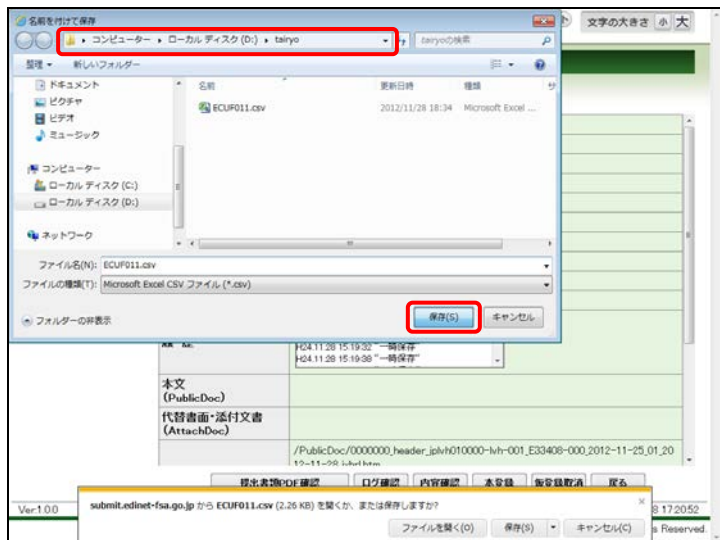 名前を付けて保存
文字の大きさ 小 大
コンピューター ▸ ローカル ディスク (D:) ▸ tairyo
tairyoの検索
整理 新しいフォルダー
ドキュメント
ピクチャ
ビデオ
ミュージック
コンピューター
ローカル ディスク (C:)
ローカル ディスク (D:)
ネットワーク
名前 更新日時 種類 サ
ECUF011.csv 2012/11/28 18:34 Microsoft Excel ...
ファイル名(N): ECUF011.csv
ファイルの種類(T): Microsoft Excel CSV ファイル (*.csv)
フォルダーの非表示
保存(S) キャンセル
H24.11.28 15:19:32 "一時保存"
H24.11.28 15:19:38 "一時保存"
本文
(PublicDoc)
代替書面・添付文書
(AttachDoc)
/PublicDoc/0000000_header_jplvh010000-lvh-001_E33408-000_2012-11-25_01_20
12-11-28_ixbrl.htm
提出書類PDF確認 ログ確認 内容確認 本登録 仮登録取消 戻る
Ver.1.0.0
submit.edinet-fsa.go.jp から ECUF011.csv (2.26 KB) を開くか、または保存しますか?
ファイルを開く(O) 保存(S) キャンセル(C)
8 17:20:52
s Reserved.